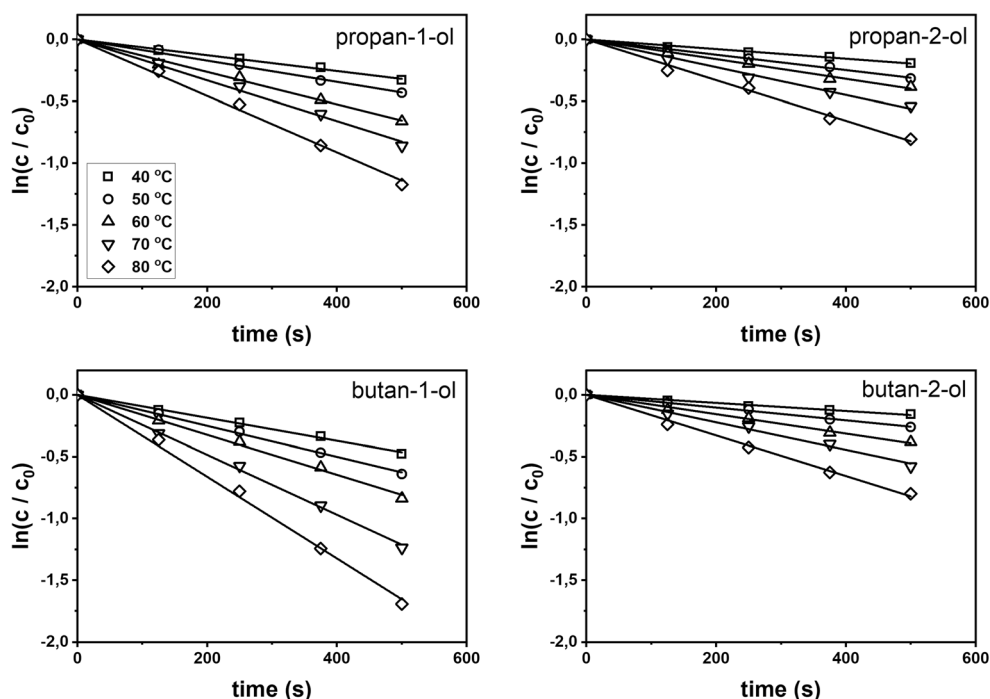 propan-1-ol
0,0
-0,5
-1,0
-1,5
-2,0
ln(c / c0)
40 °C
50 °C
60 °C
70 °C
80 °C
0 200 400 600
time (s)
propan-2-ol
0,0
-0,5
-1,0
-1,5
-2,0
ln(c / c0)
0 200 400 600
time (s)
butan-1-ol
0,0
-0,5
-1,0
-1,5
-2,0
ln(c / c0)
0 200 400 600
time (s)
butan-2-ol
0,0
-0,5
-1,0
-1,5
-2,0
ln(c / c0)
0 200 400 600
time (s)